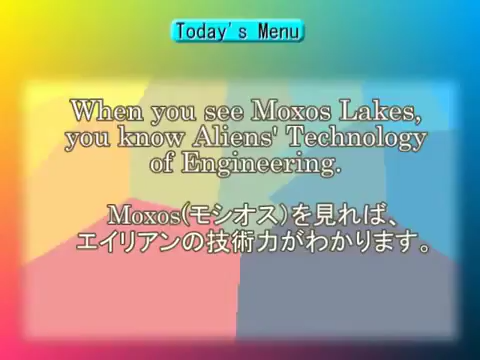 Today's Menu
When you see Moxos Lakes,
you know Aliens' Technology
of Engineering.
Moxos(モシオス)を見れば、
エイリアンの技術力がわかります。